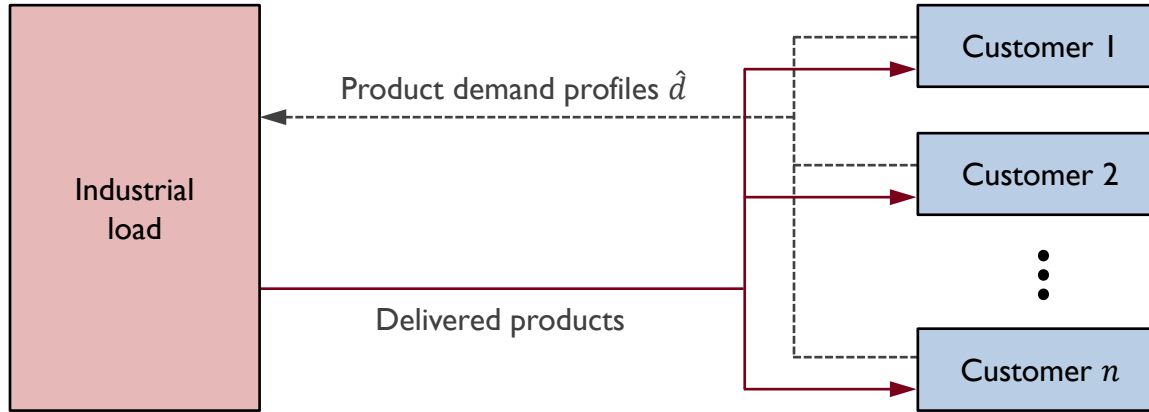 Customer 1
Product demand profiles d̂
Customer 2
Industrial
load
Delivered products
Customer n